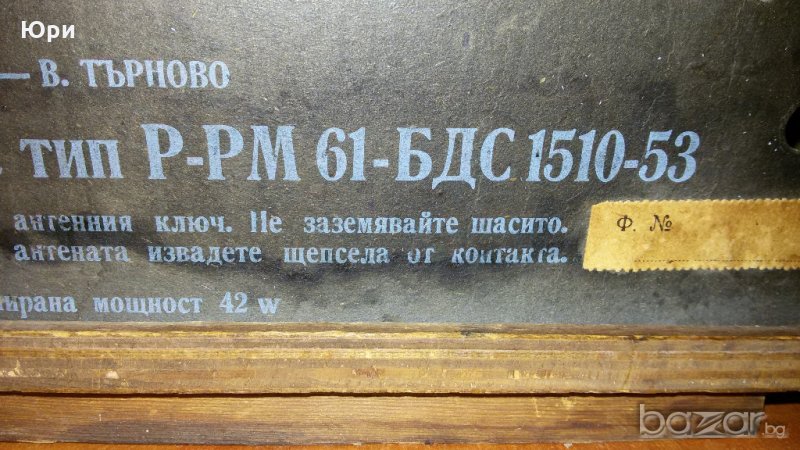 Юри
— В. ТЪРНОВО
ТИП Р-РМ 61-БДС 1510-53
антенния ключ. Не заземявайте шасито.
антената извадете щепсела от контакта.
Ф. №
мощност 42 w
bazar.bg